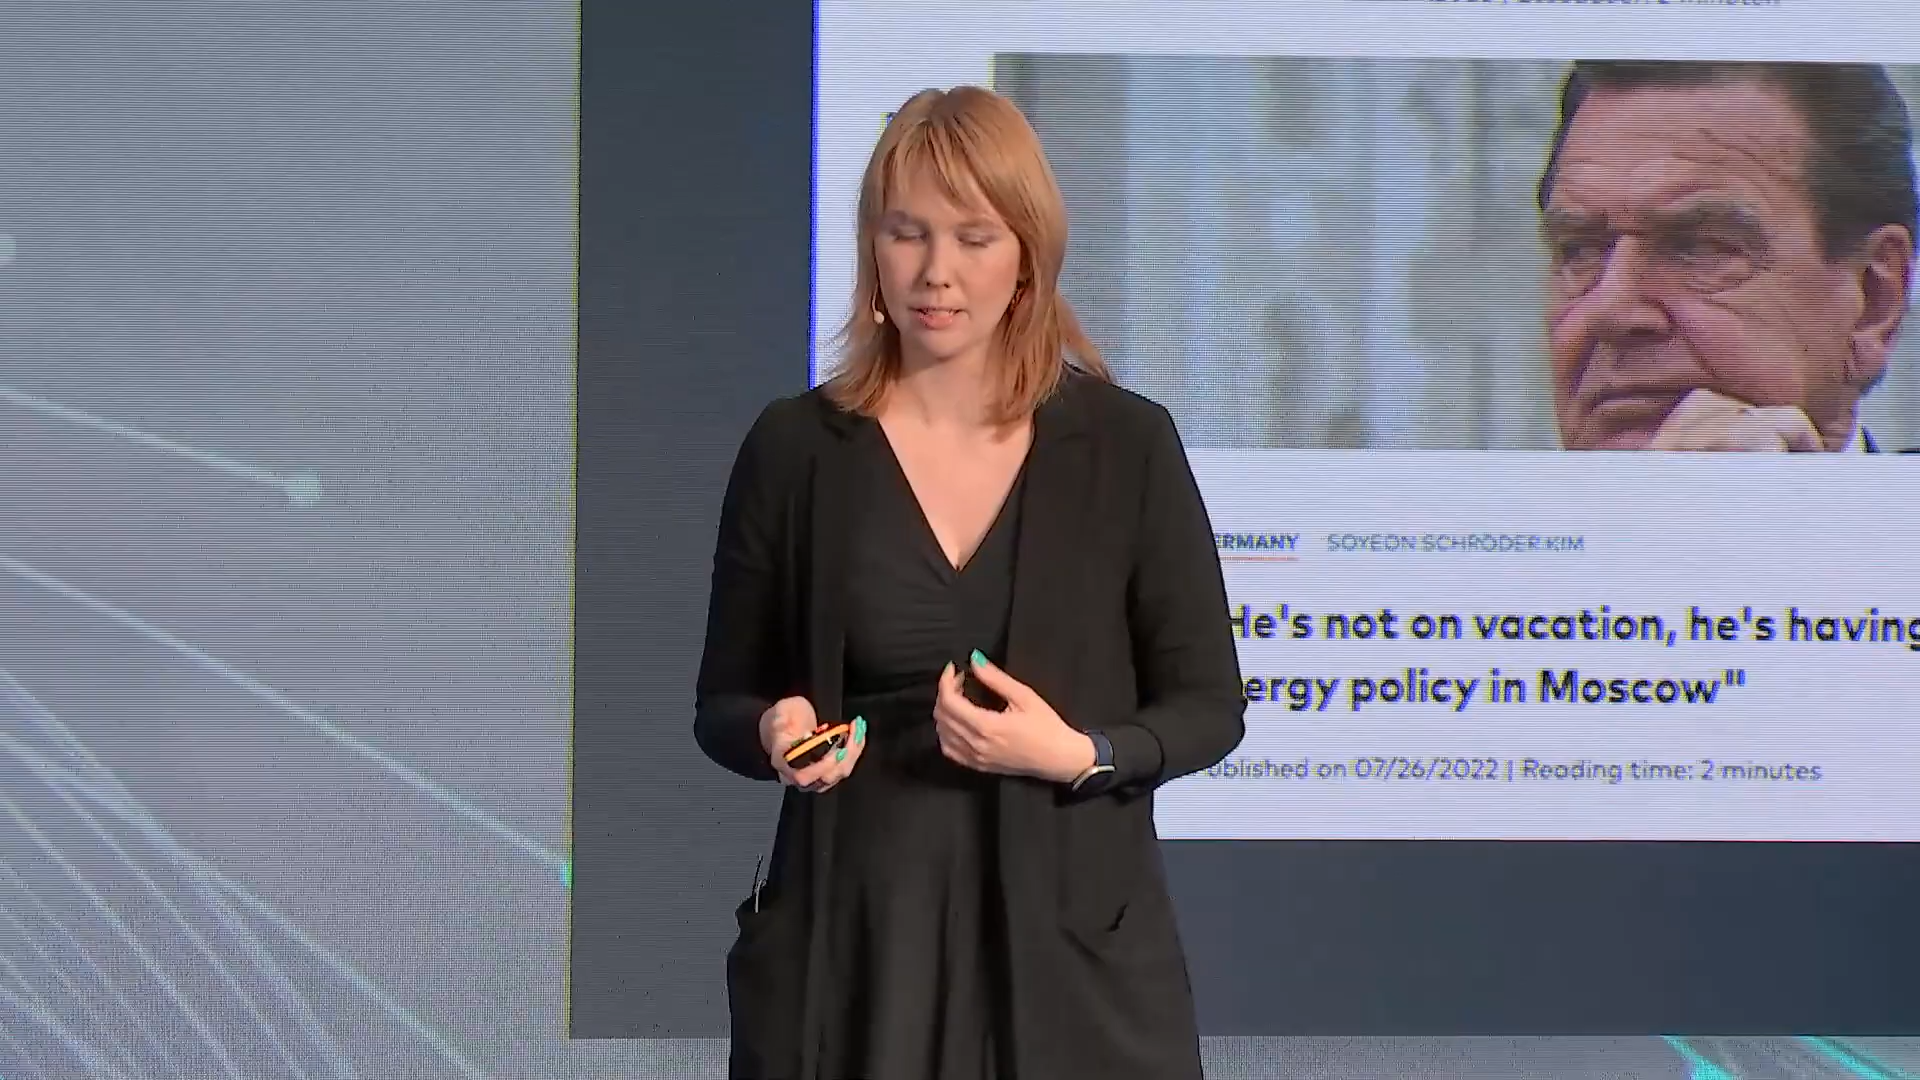 ERMANY SOYEON SCHRÖDER-KIM
He's not on vacation, he's having
ergy policy in Moscow"
ublished on 07/26/2022 | Reading time: 2 minutes